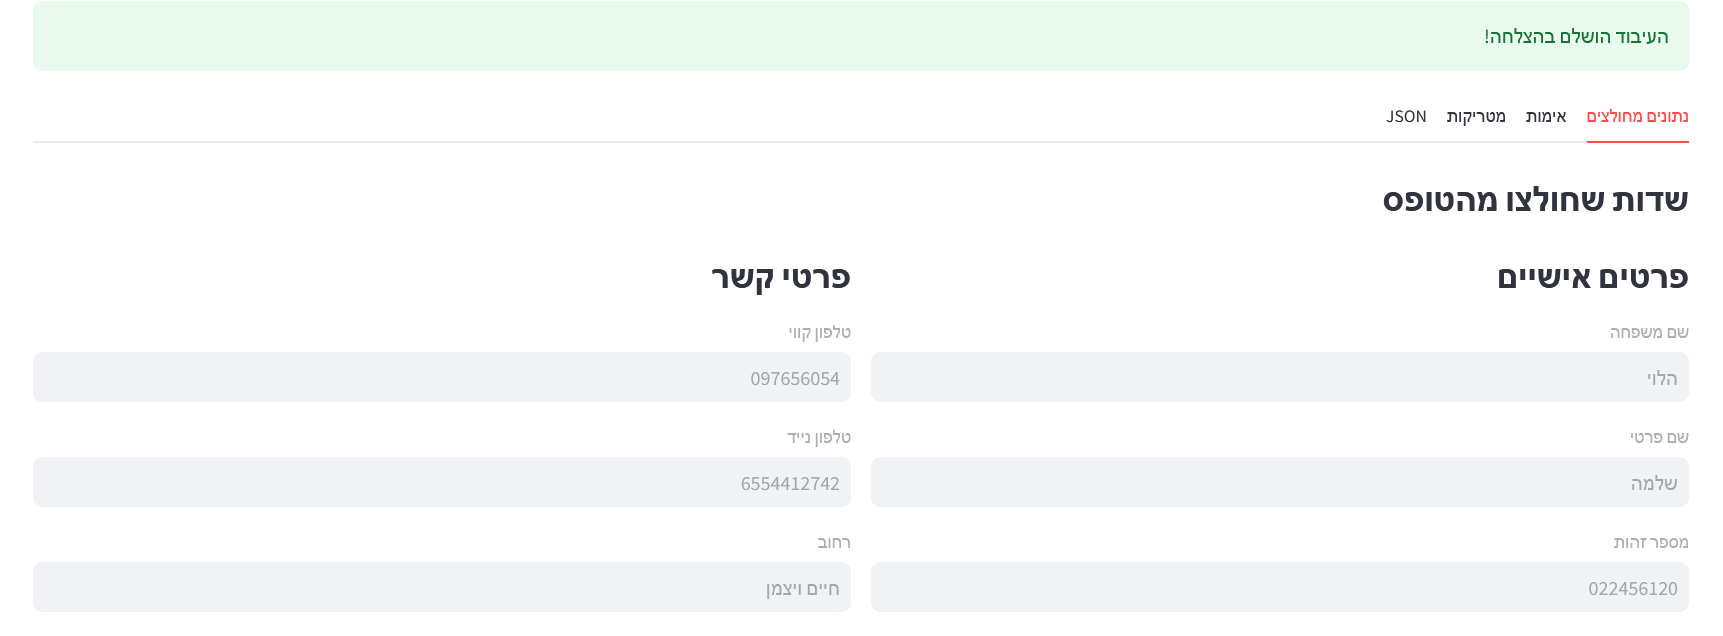 העיבוד הושלם בהצלחה!
נתונים מחולצים אימות מטריקות JSON
שדות שחולצו מהטופס
פרטים אישיים
שם משפחה
הלוי
שם פרטי
שלמה
מספר זהות
022456120
פרטי קשר
טלפון קווי
097656054
טלפון נייד
6554412742
רחוב
חיים ויצמן